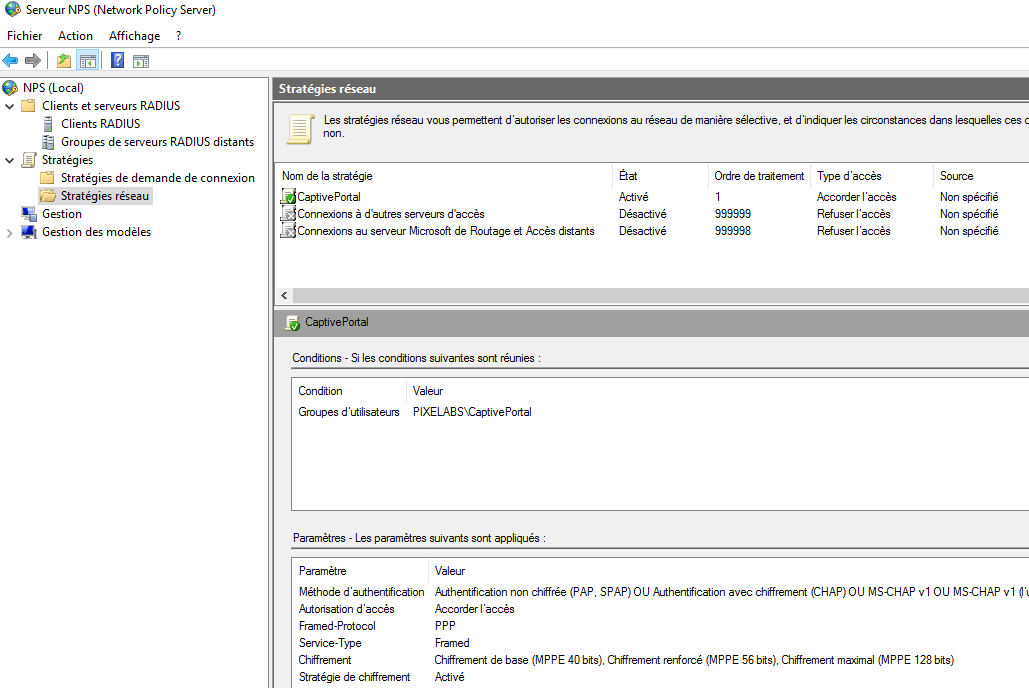 Serveur NPS (Network Policy Server)
Fichier Action Affichage ?
NPS (Local)
Clients et serveurs RADIUS
Clients RADIUS
Groupes de serveurs RADIUS distants
Stratégies
Stratégies de demande de connexion
Stratégies réseau
Gestion
Gestion des modèles
Stratégies réseau
Les stratégies réseau vous permettent d'autoriser les connexions au réseau de manière sélective, et d'indiquer les circonstances dans lesquelles ces
non.
Nom de la stratégie État Ordre de traitement Type d'accès Source
CaptivePortal Activé 1 Accorder l'accès Non spécifié
Connexions à d'autres serveurs d'accès Désactivé 999999 Refuser l'accès Non spécifié
Connexions au serveur Microsoft de Routage et Accès distants Désactivé 999998 Refuser l'accès Non spécifié
CaptivePortal
Conditions - Si les conditions suivantes sont réunies :
Condition Valeur
Groupes d'utilisateurs PIXELABS\CaptivePortal
Paramètres - Les paramètres suivants sont appliqués :
Paramètre Valeur
Méthode d'authentification Authentification non chiffrée (PAP, SPAP) OU Authentification avec chiffrement (CHAP) OU MS-CHAP v1 OU MS-CHAP v1 (l'u
Autorisation d'accès Accorder l'accès
Framed-Protocol PPP
Service-Type Framed
Chiffrement Chiffrement de base (MPPE 40 bits), Chiffrement renforcé (MPPE 56 bits), Chiffrement maximal (MPPE 128 bits)
Stratégie de chiffrement Activé